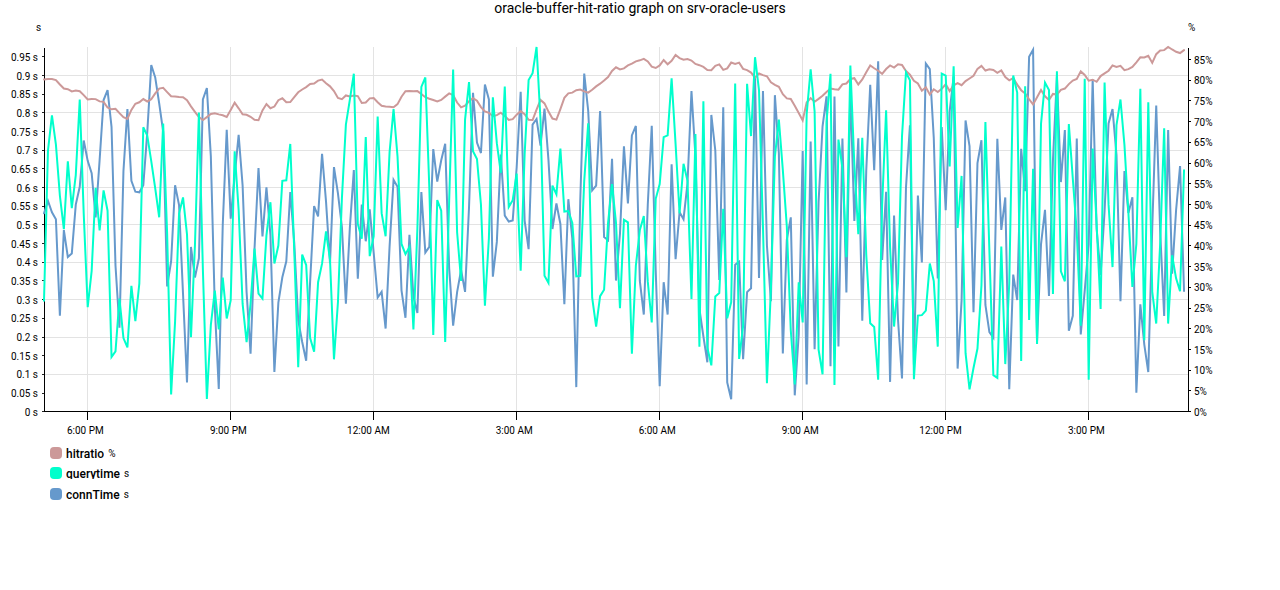 oracle-buffer-hit-ratio graph on srv-oracle-users
s %
0.95 s 85%
0.9 s 80%
0.85 s 75%
0.8 s 70%
0.75 s 65%
0.7 s 60%
0.65 s 55%
0.6 s 50%
0.55 s 45%
0.5 s 40%
0.45 s 35%
0.4 s 30%
0.35 s 25%
0.3 s 20%
0.25 s 15%
0.2 s 10%
0.15 s 5%
0.1 s 0%
0.05 s
0 s
6:00 PM 9:00 PM 12:00 AM 3:00 AM 6:00 AM 9:00 AM 12:00 PM 3:00 PM
hitratio %
querytime s
connTime s